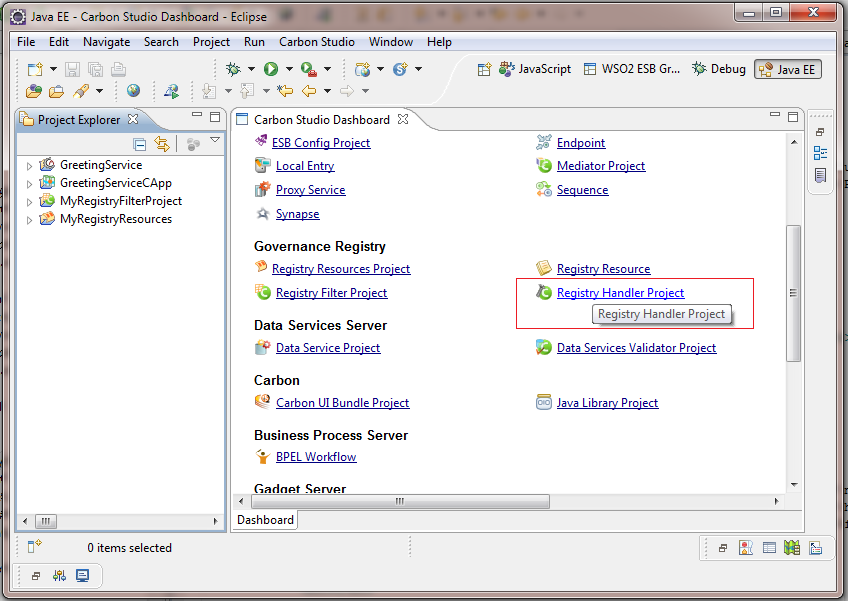 Java EE - Carbon Studio Dashboard - Eclipse
File Edit Navigate Search Project Run Carbon Studio Window Help
JavaScript WSO2 ESB Gr... Debug Java EE
Project Explorer
GreetingService
GreetingServiceCApp
MyRegistryFilterProject
MyRegistryResources
Carbon Studio Dashboard
ESB Config Project Endpoint
Local Entry Mediator Project
Proxy Service Sequence
Synapse
Governance Registry
Registry Resources Project Registry Resource
Registry Filter Project Registry Handler Project
Registry Handler Project
Data Services Server
Data Service Project Data Services Validator Project
Carbon
Carbon UI Bundle Project Java Library Project
Business Process Server
BPEL Workflow
Gadget Server
Dashboard
0 items selected